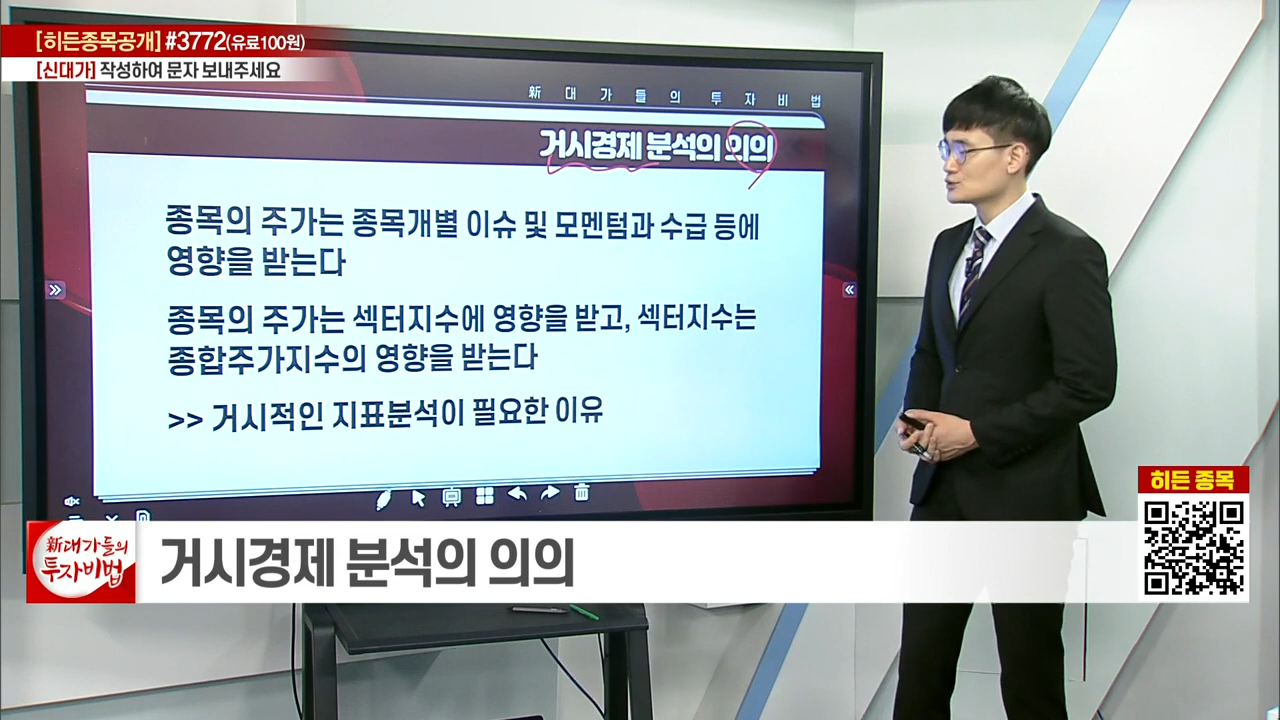 [히든종목공개] #3772(유료100원)
[신대가] 작성하여 문자 보내주세요
新 대 가 들 의 투 자 비 법
거시경제 분석의 의의
종목의 주가는 종목개별 이슈 및 모멘텀과 수급 등에
영향을 받는다
종목의 주가는 섹터지수에 영향을 받고, 섹터지수는
종합주가지수의 영향을 받는다
>> 거시적인 지표분석이 필요한 이유
히든 종목
新대가들의
투자비법
거시경제 분석의 의의